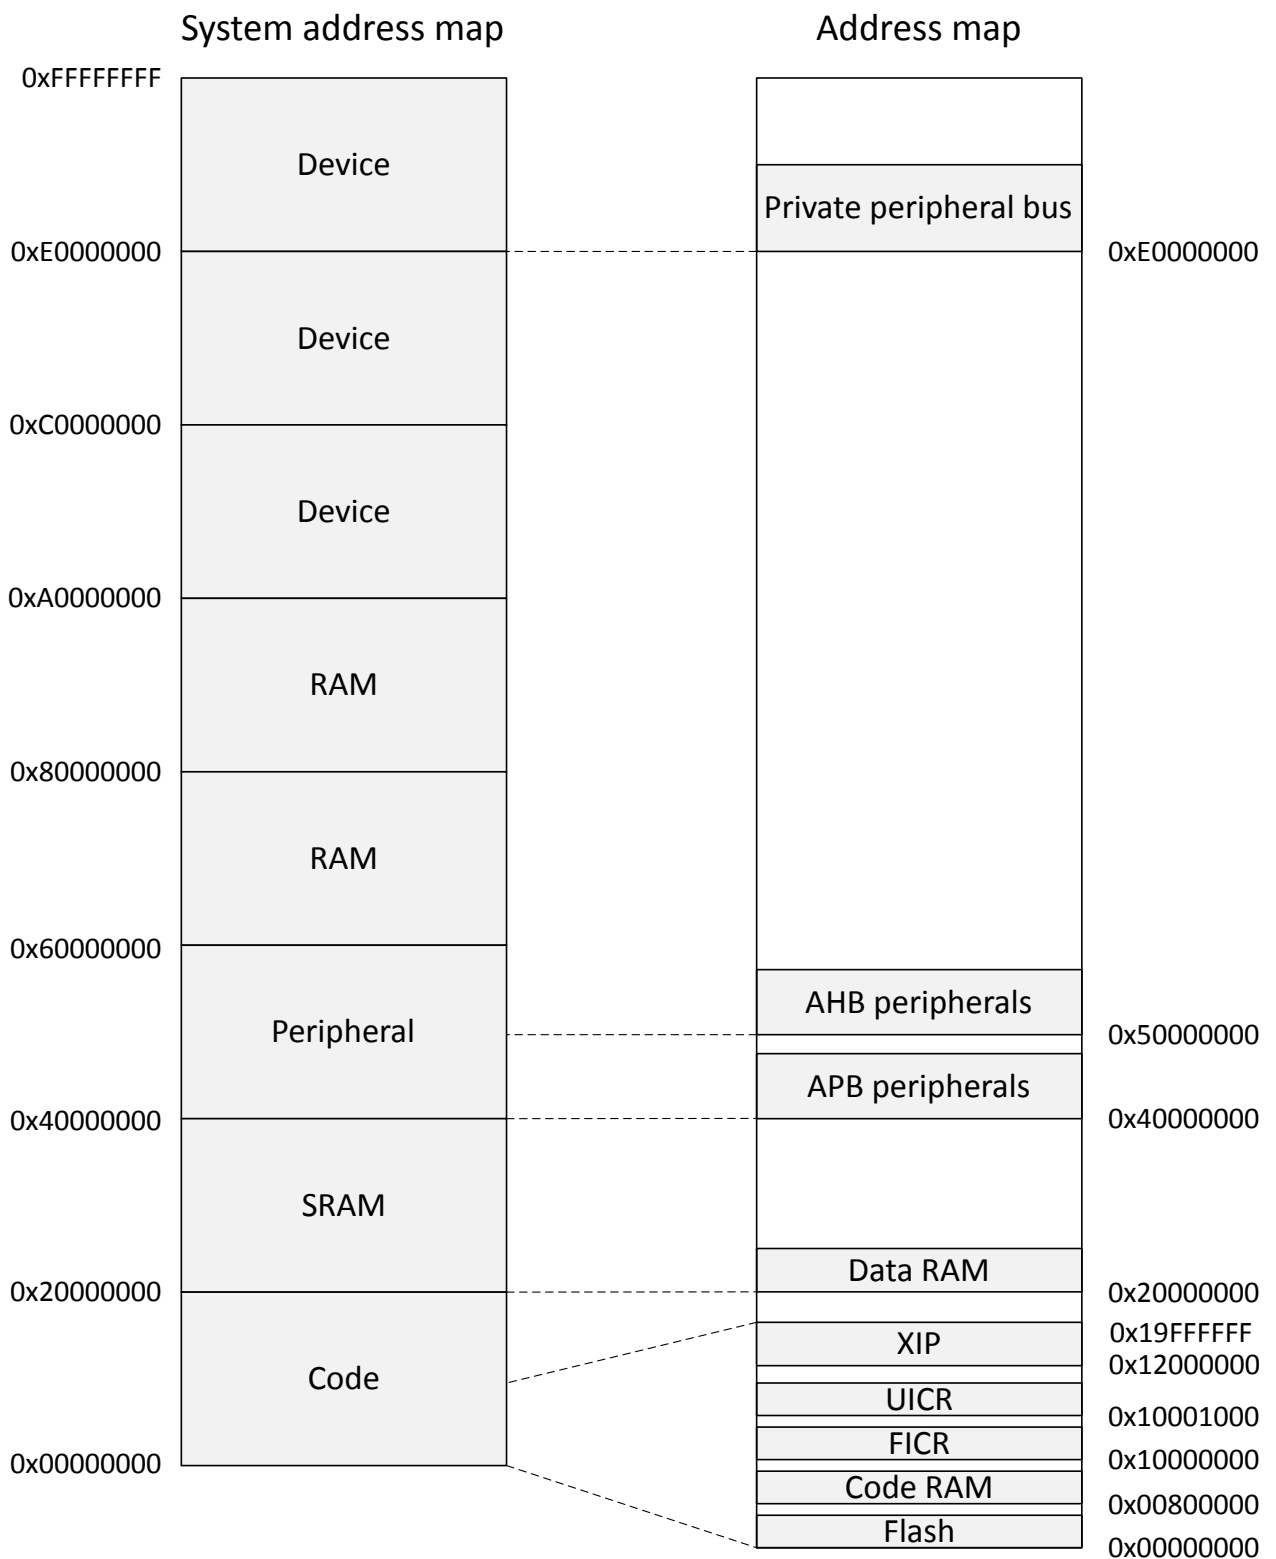 System address map
Address map
0xFFFFFFFF
Device
Private peripheral bus
0xE0000000
0xE0000000
Device
0xC0000000
Device
0xA0000000
RAM
0x80000000
RAM
0x60000000
AHB peripherals
Peripheral
0x50000000
APB peripherals
0x40000000
0x40000000
SRAM
Data RAM
0x20000000
0x20000000
0x19FFFFFF
XIP
0x12000000
Code
UICR
0x10001000
FICR
0x00000000
0x10000000
Code RAM
0x00800000
Flash
0x00000000